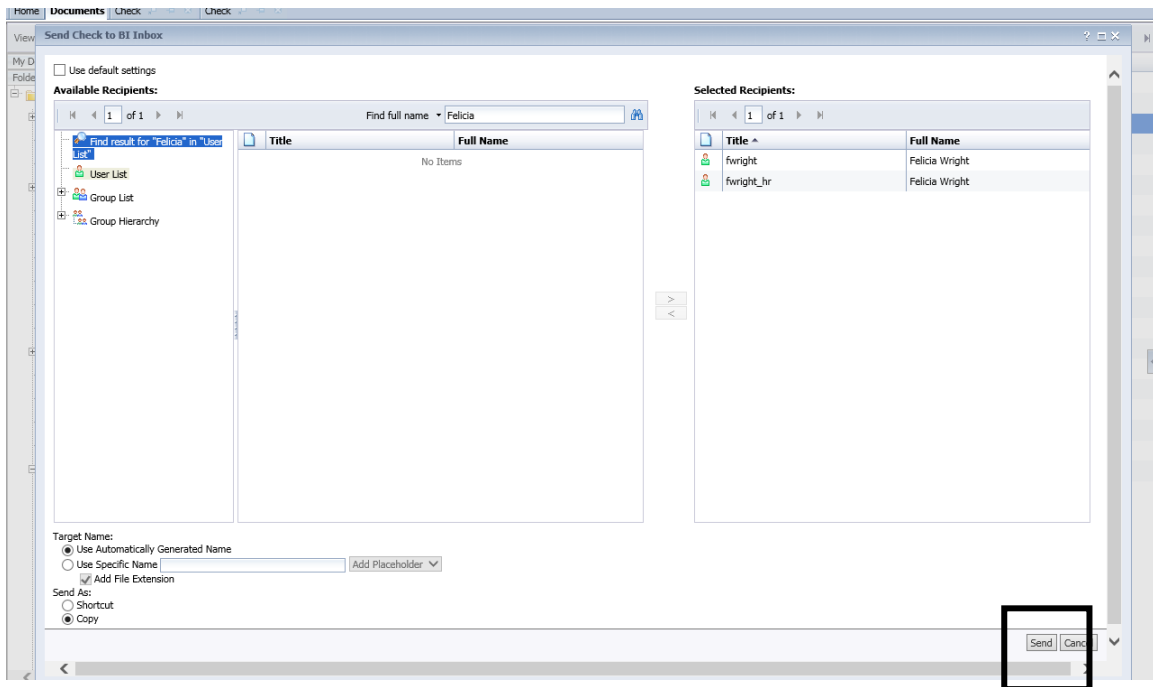 Home Documents Check Check
View
Send Check to BI Inbox
My D
Folde
Use default settings
Available Recipients:
Selected Recipients:
1 of 1
Find full name Felicia
1 of 1
Find result for "Felicia" in "User List"
User List
Group List
Group Hierarchy
Title Full Name
No Items
Title Full Name
fwright Felicia Wright
fwright_hr Felicia Wright
>
<
Target Name:
Use Automatically Generated Name
Use Specific Name Add Placeholder
Add File Extension
Send As:
Shortcut
Copy
Send Cancel